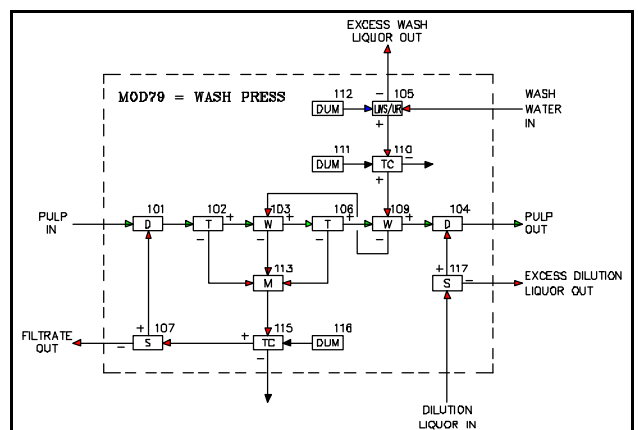 EXCESS WASH
LIQUOR OUT
MOD79 = WASH PRESS
112
DUM
−
105
LWS/UR
+
WASH
WATER
IN
111
DUM
110
TC
−
+
PULP
IN
101
D
102
T
+
−
103
W
+
−
106
T
+
−
109
W
+
−
104
D
PULP
OUT
113
M
+
117
S
−
EXCESS DILUTION
LIQUOR OUT
FILTRATE
OUT
+
107
S
−
+
115
TC
−
116
DUM
DILUTION
LIQUOR IN